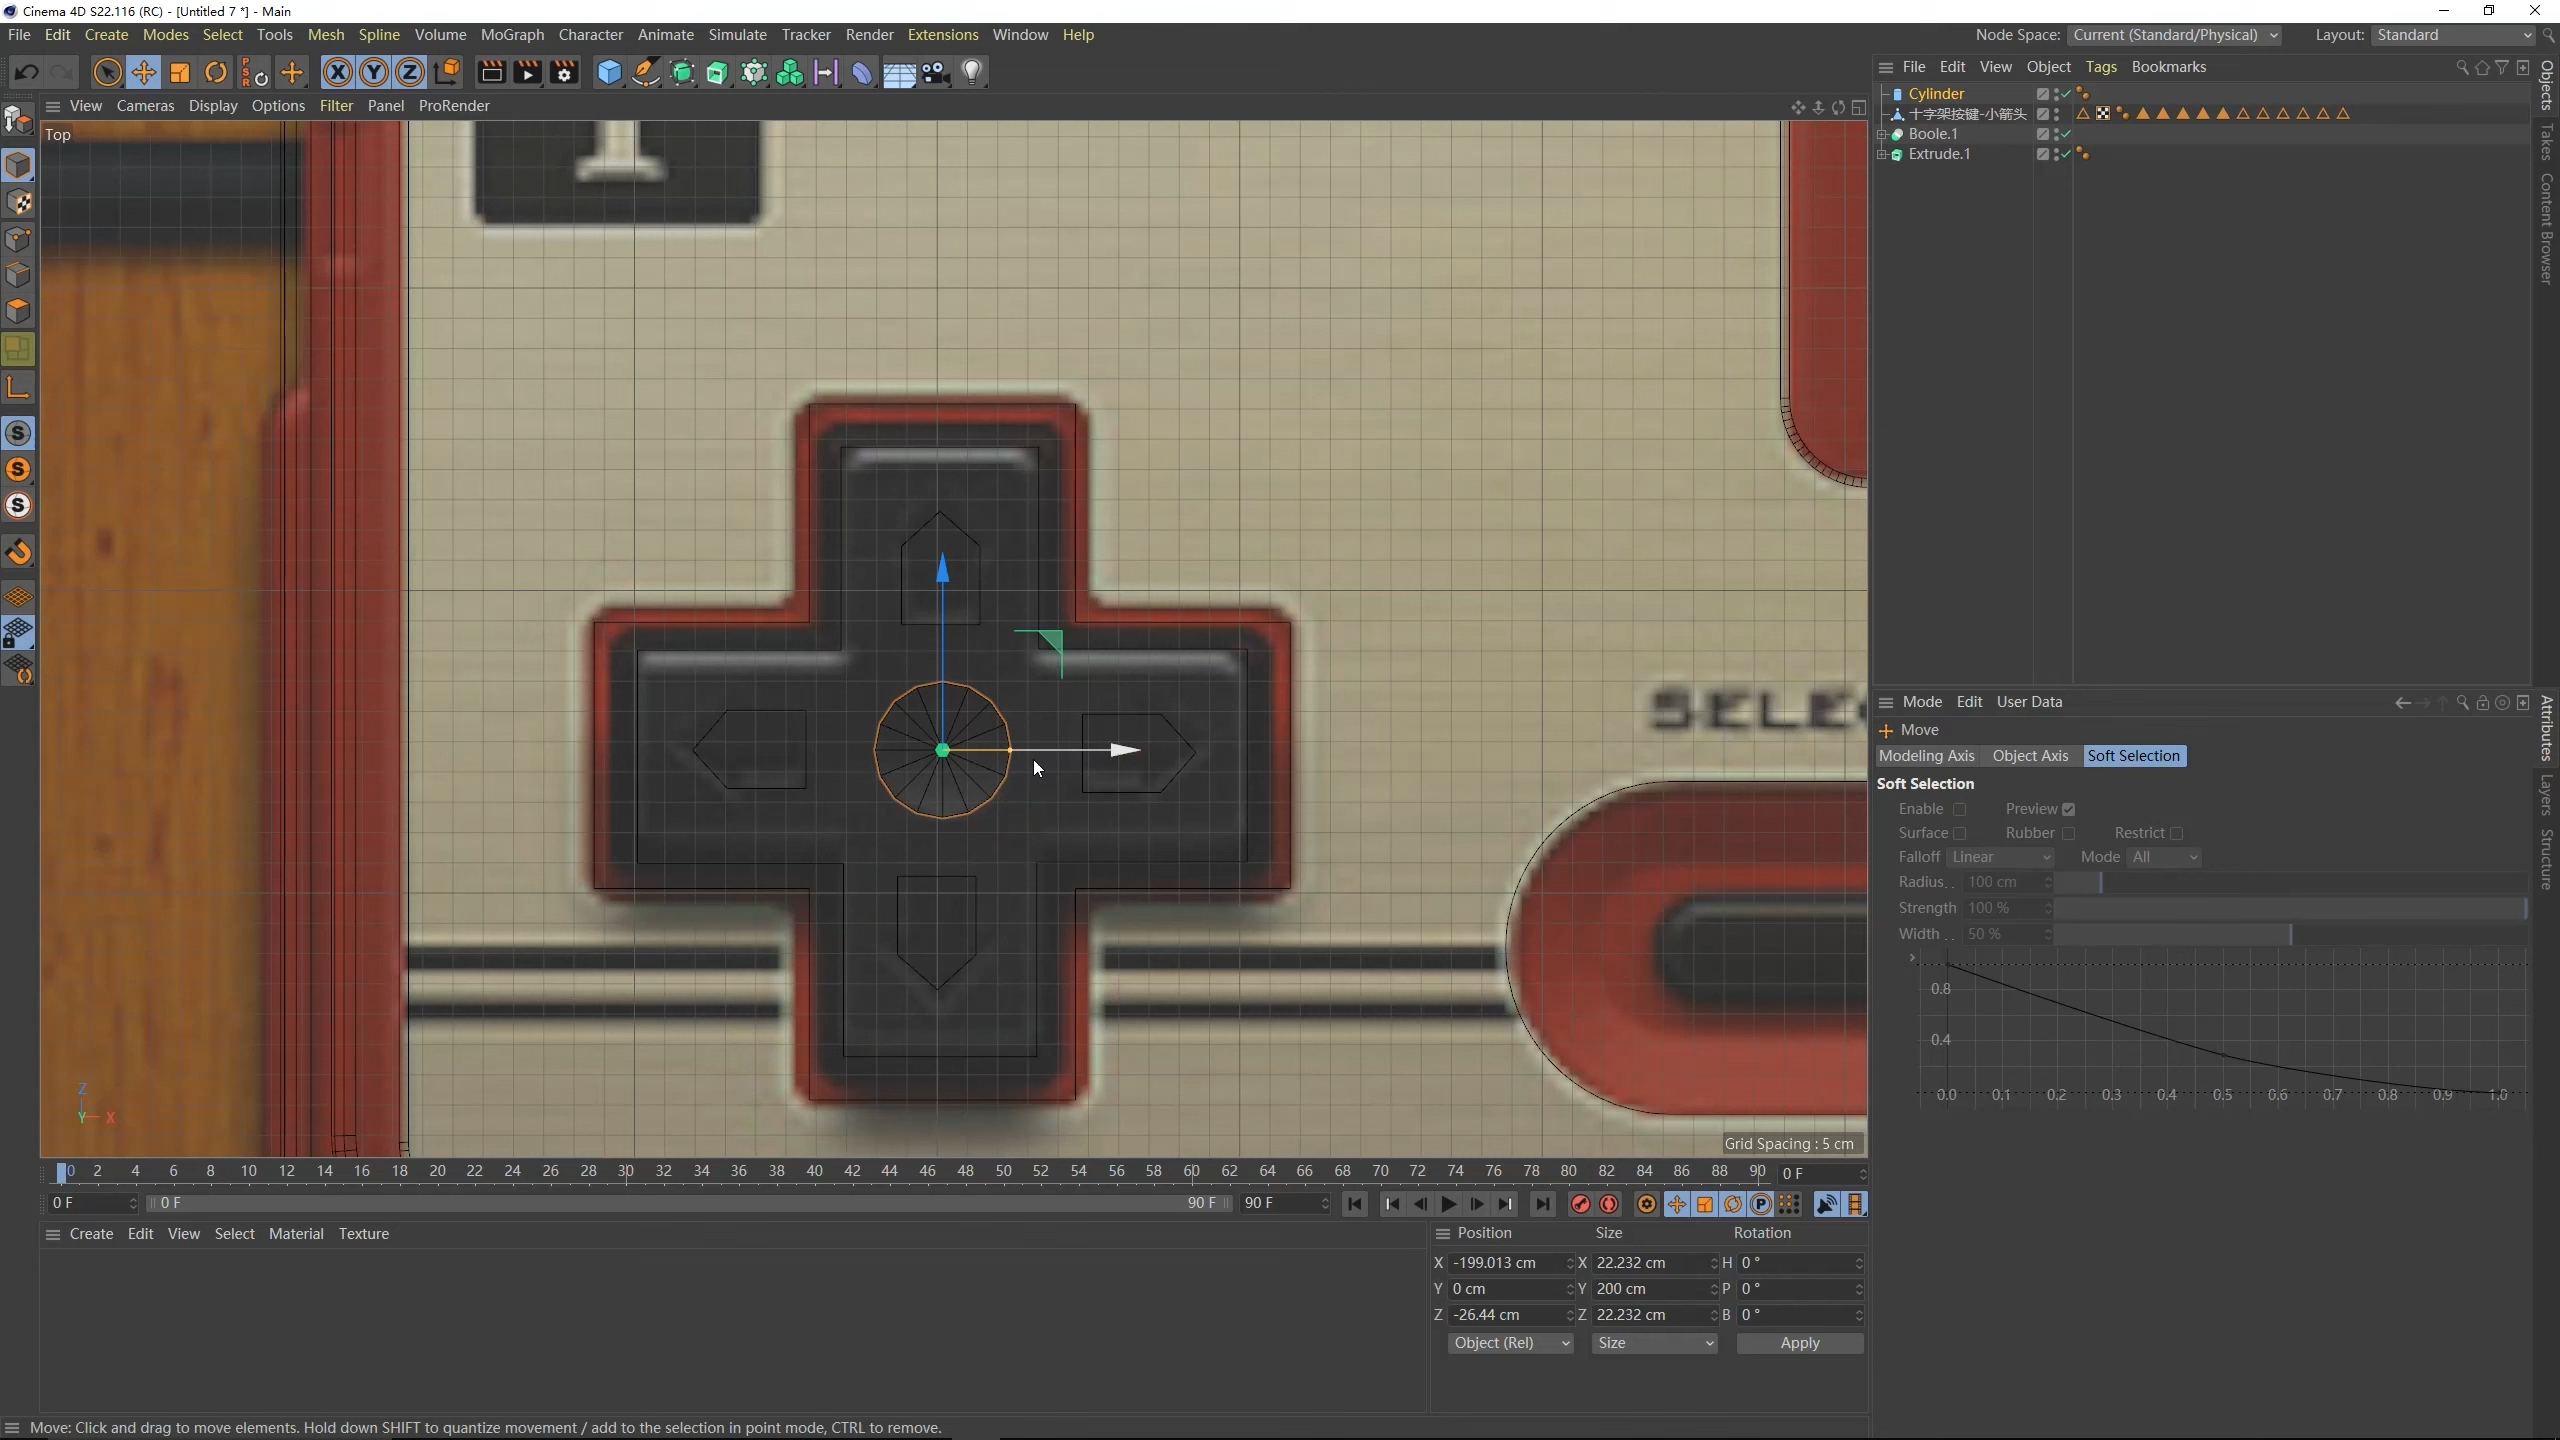 Cinema 4D S22.116 (RC) - [Untitled 7 *] - Main
File Edit Create Modes Select Tools Mesh Spline Volume MoGraph Character Animate Simulate Tracker Render Extensions Window Help
Node Space: Current (Standard/Physical) Layout: Standard
PSR X Y Z
File Edit View Object Tags Bookmarks
View Cameras Display Options Filter Panel ProRender
Top
Cylinder
十字架按键-小箭头
Boole.1
Extrude.1
Objects
Takes
Content Browser
Mode Edit User Data
Move
Modeling Axis Object Axis Soft Selection
Soft Selection
Enable Preview
Surface Rubber Restrict
Falloff Linear Mode All
Radius.. 100 cm
Strength 100 %
Width.. 50 %
0.8
0.4
0.0 0.1 0.2 0.3 0.4 0.5 0.6 0.7 0.8 0.9 1.0
Attributes
Layers
Structure
SELEC
Z
Y X
Grid Spacing : 5 cm
0 2 4 6 8 10 12 14 16 18 20 22 24 26 28 30 32 34 36 38 40 42 44 46 48 50 52 54 56 58 60 62 64 66 68 70 72 74 76 78 80 82 84 86 88 90 0 F
0 F 0 F 90 F 90 F
Create Edit View Select Material Texture
Position Size Rotation
X -199.013 cm X 22.232 cm H 0 °
Y 0 cm Y 200 cm P 0 °
Z -26.44 cm Z 22.232 cm B 0 °
Object (Rel) Size Apply
Move: Click and drag to move elements. Hold down SHIFT to quantize movement / add to the selection in point mode, CTRL to remove.